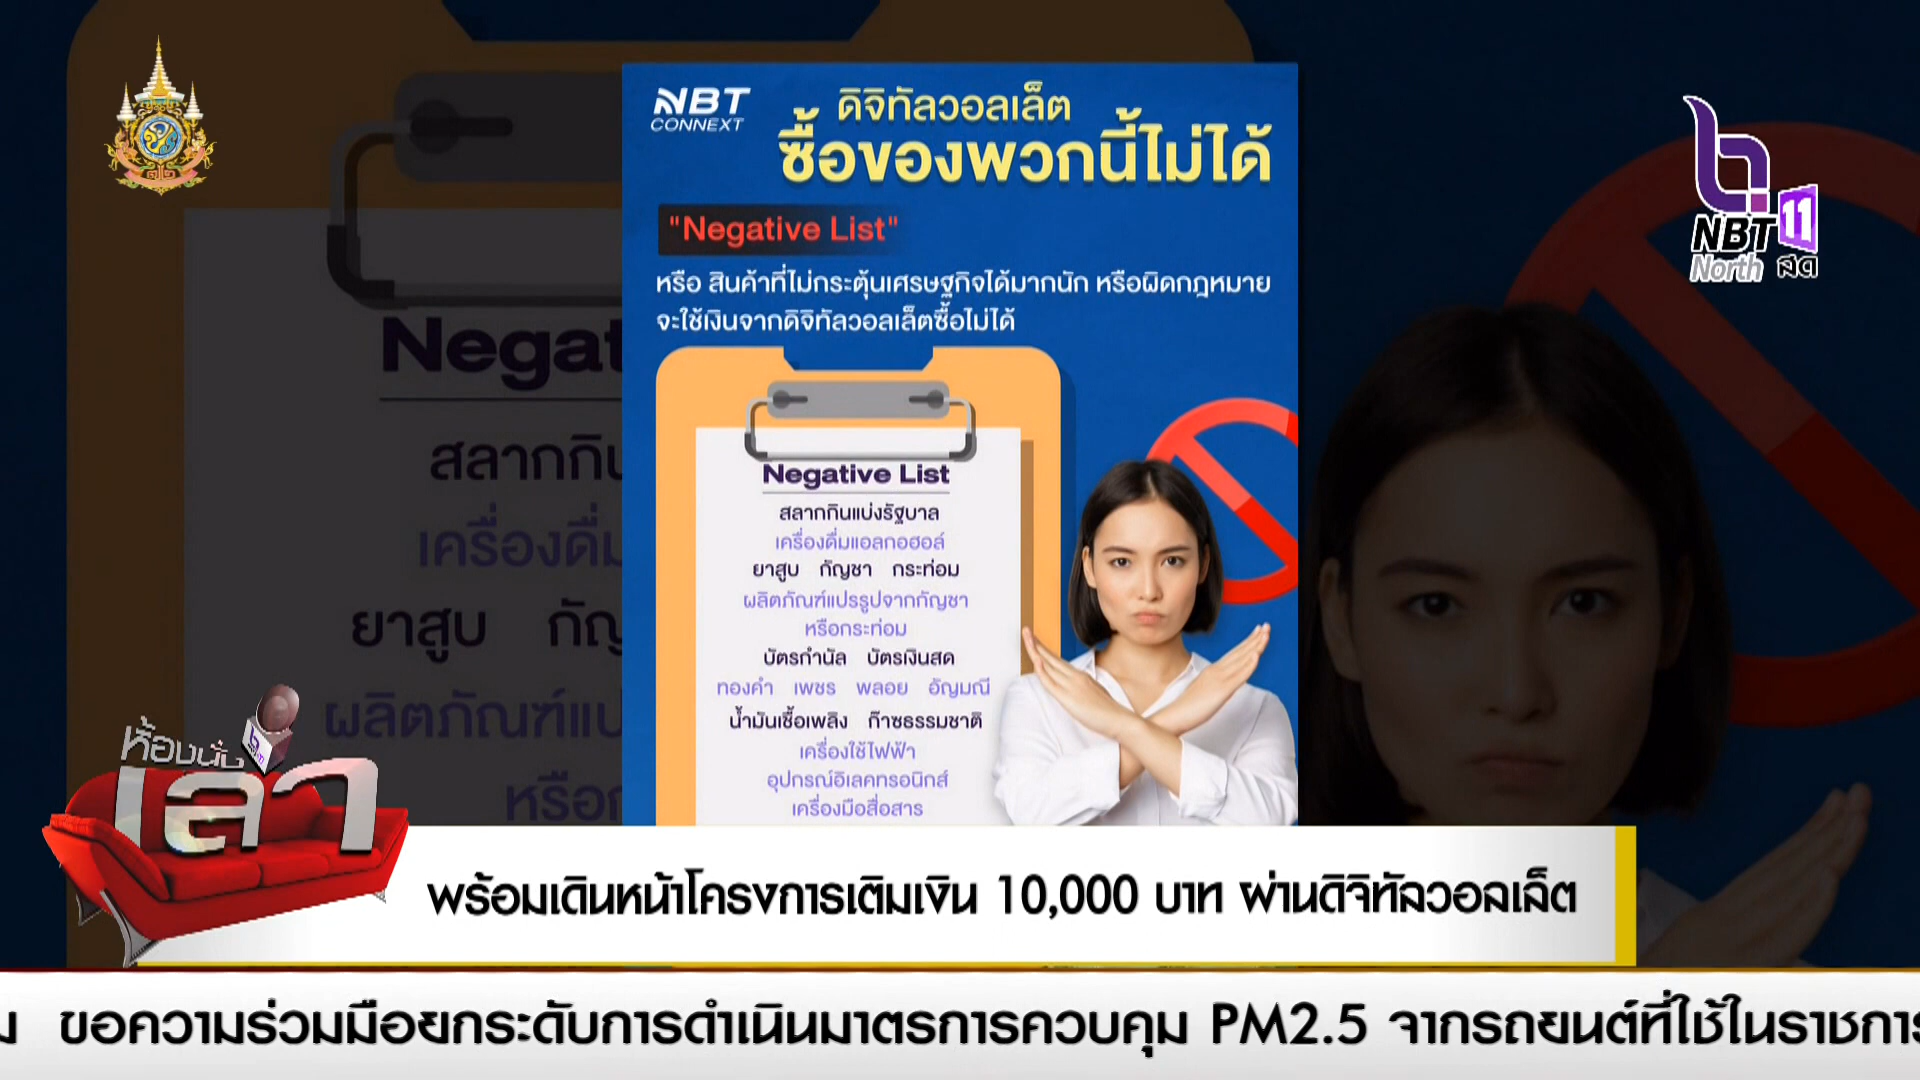 NBT
CONNEXT
ดิจิทัลวอลเล็ต
ซื้อของพวกนี้ไม่ได้
"Negative List"
หรือ สินค้าที่ไม่กระตุ้นเศรษฐกิจได้มากนัก หรือผิดกฎหมาย
จะใช้เงินจากดิจิทัลวอลเล็ตซื้อไม่ได้
Negative List
สลากกินแบ่งรัฐบาล
เครื่องดื่มแอลกอฮอล์
ยาสูบ กัญชา กระท่อม
ผลิตภัณฑ์แปรรูปจากกัญชา
หรือกระท่อม
บัตรกำนัล บัตรเงินสด
ทองคำ เพชร พลอย อัญมณี
น้ำมันเชื้อเพลิง ก๊าซธรรมชาติ
เครื่องใช้ไฟฟ้า
อุปกรณ์อิเลคทรอนิกส์
เครื่องมือสื่อสาร
Negat
สลากกิน
เครื่องดื่ม
ยาสูบ กัญ
ผลิตภัณฑ์แป
หรือก
NBT 11
North สด
ห้องนั่ง
เล่า
พร้อมเดินหน้าโครงการเติมเงิน 10,000 บาท ผ่านดิจิทัลวอลเล็ต
ม ขอความร่วมมือยกระดับการดำเนินมาตรการควบคุม PM2.5 จากรถยนต์ที่ใช้ในราชการ